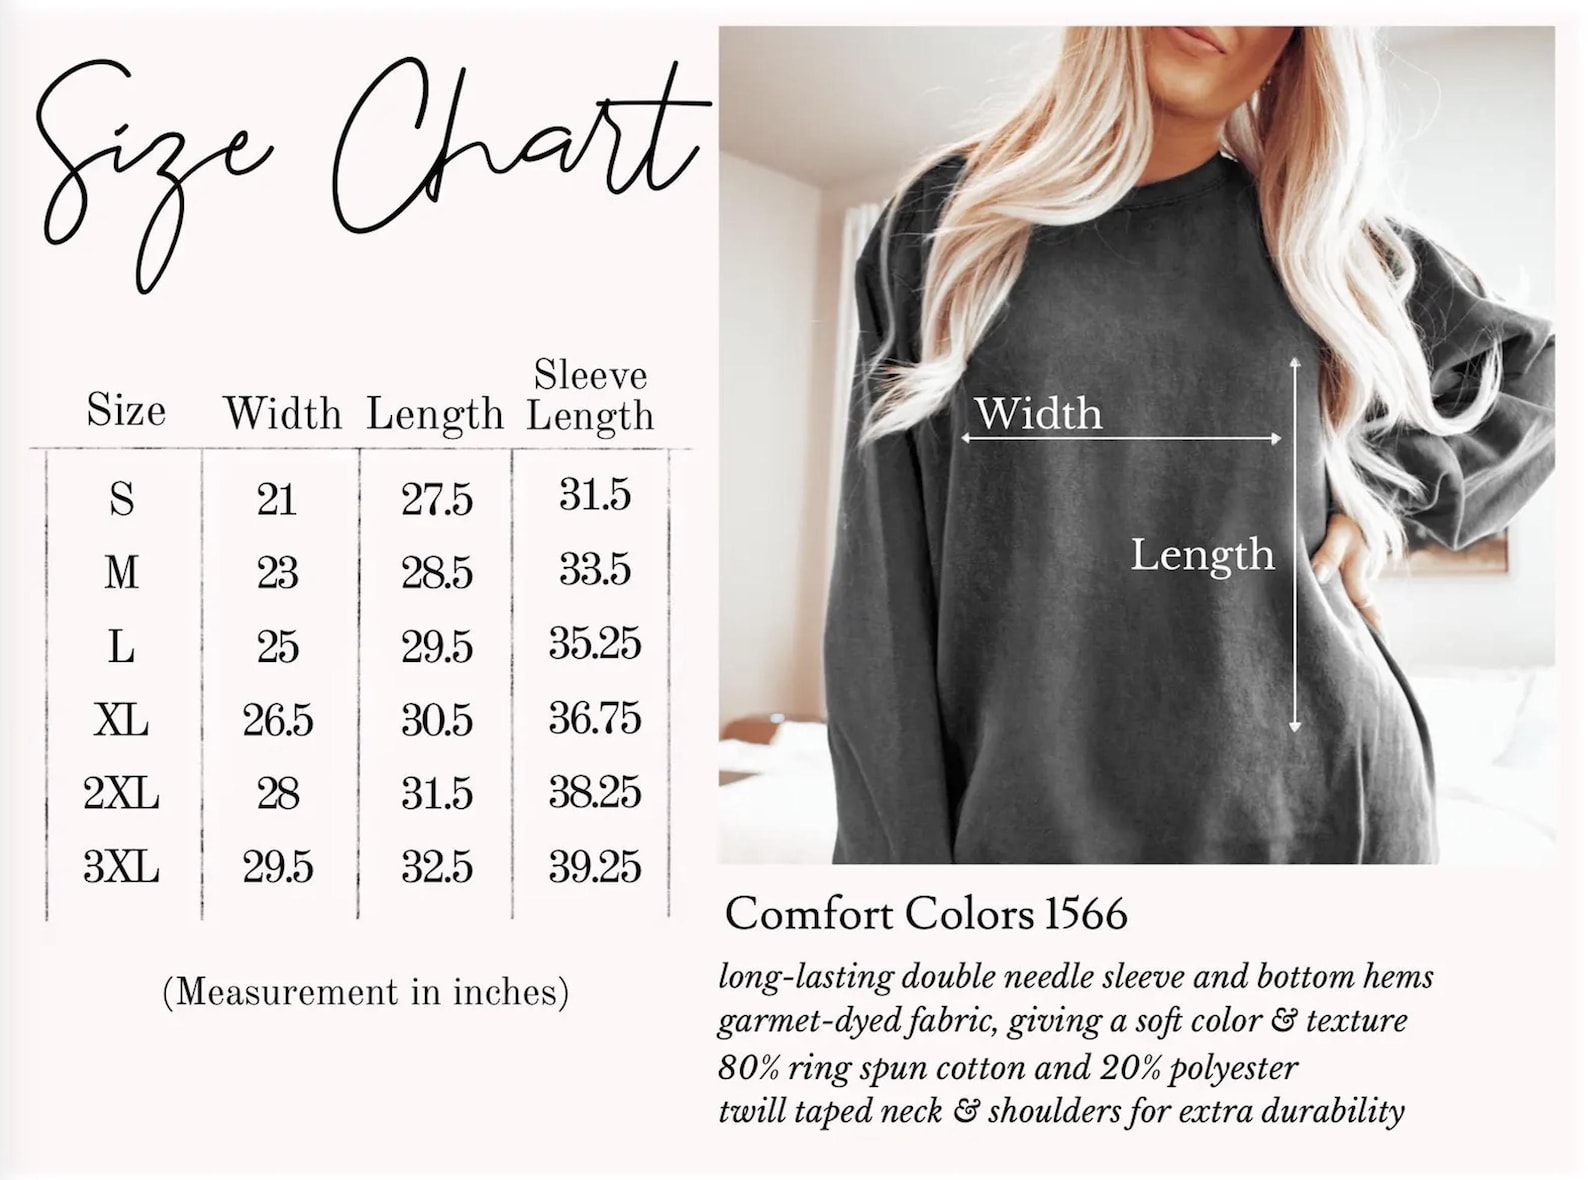 Size Chart
Size Width Length Sleeve Length
S 21 27.5 31.5
M 23 28.5 33.5
L 25 29.5 35.25
XL 26.5 30.5 36.75
2XL 28 31.5 38.25
3XL 29.5 32.5 39.25
(Measurement in inches)
Width
Length
Comfort Colors 1566
long-lasting double needle sleeve and bottom hems
garmet-dyed fabric, giving a soft color & texture
80% ring spun cotton and 20% polyester
twill taped neck & shoulders for extra durability